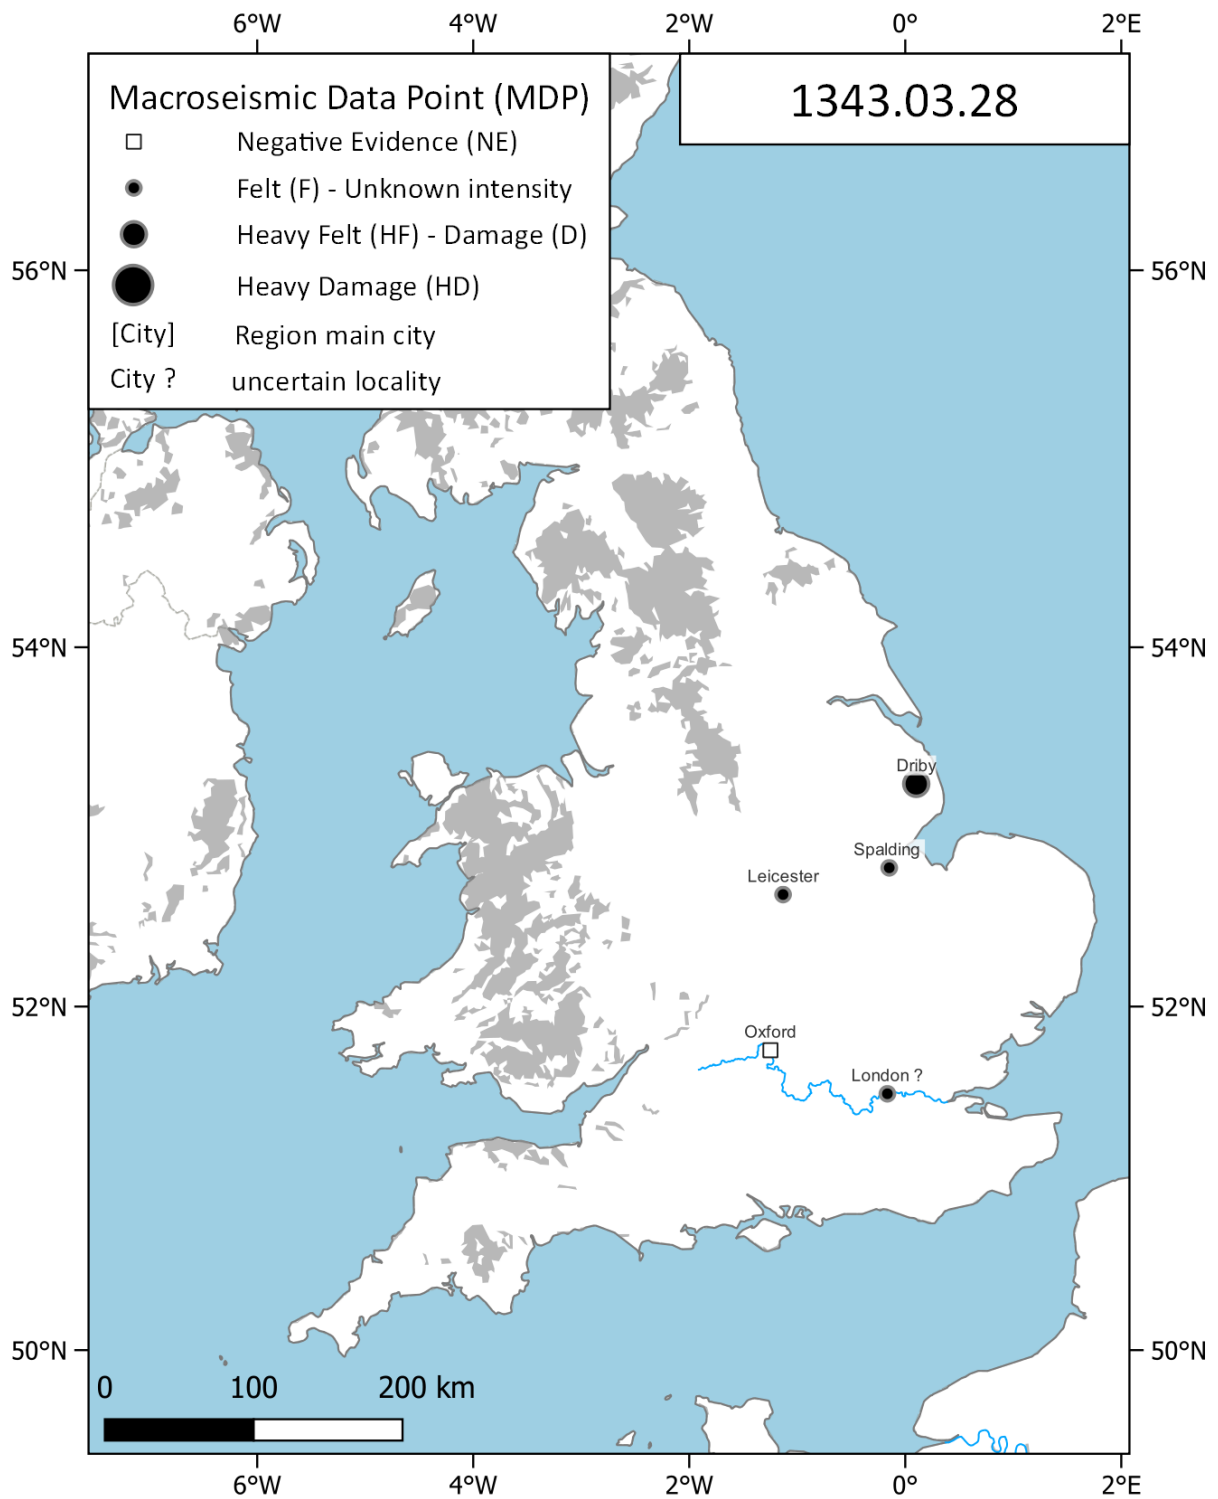 6°W 4°W 2°W 0° 2°E
Macroseismic Data Point (MDP)
Negative Evidence (NE)
Felt (F) - Unknown intensity
Heavy Felt (HF) - Damage (D)
Heavy Damage (HD)
[City] Region main city
City ? uncertain locality
1343.03.28
56°N 56°N
54°N 54°N
Driby
Spalding
Leicester
52°N 52°N
Oxford
London ?
50°N 50°N
0 100 200 km
6°W 4°W 2°W 0° 2°E